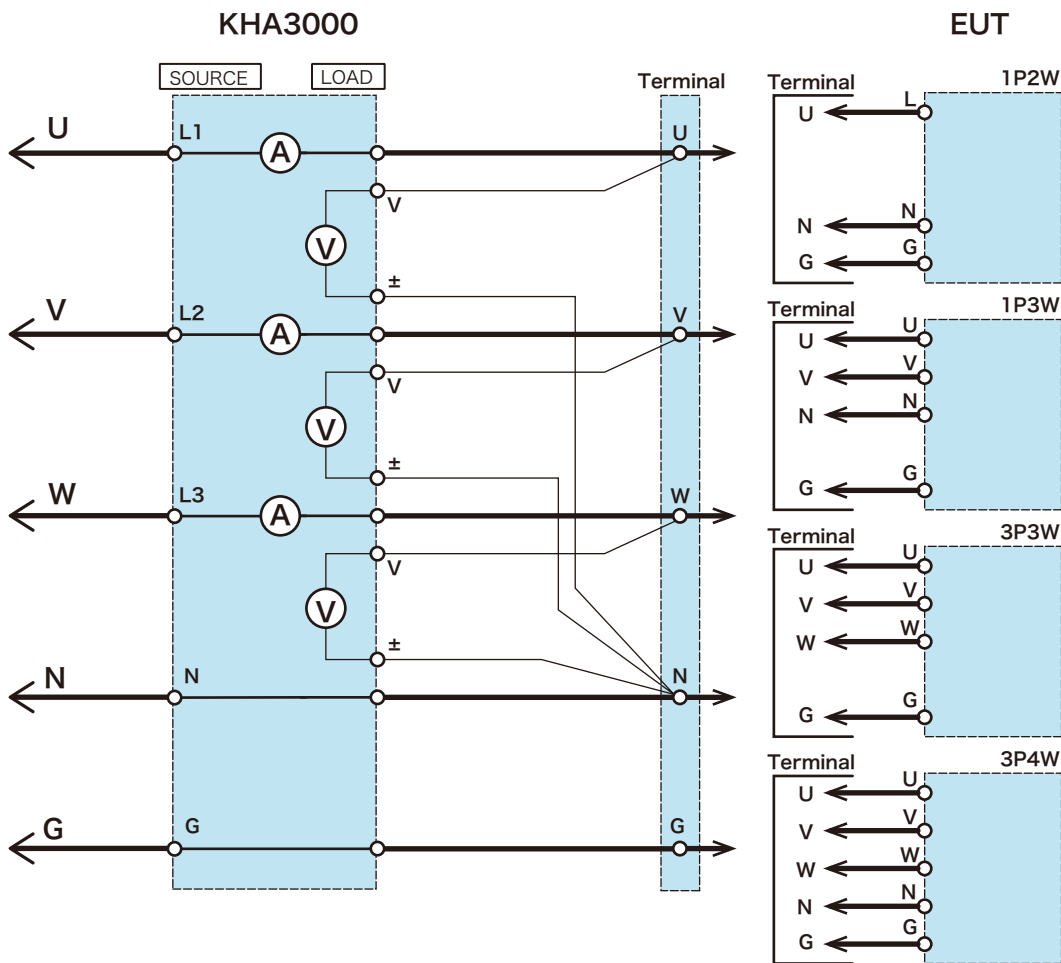 KHA3000
EUT
SOURCE
LOAD
Terminal
U
L1
A
U
V
V
±
V
L2
A
V
V
V
±
W
L3
A
W
V
V
±
N
N
N
G
G
G
Terminal
1P2W
U
L
N
N
G
G
Terminal
1P3W
U
U
V
V
N
N
G
G
Terminal
3P3W
U
U
V
V
W
W
G
G
Terminal
3P4W
U
U
V
V
W
W
N
N
G
G